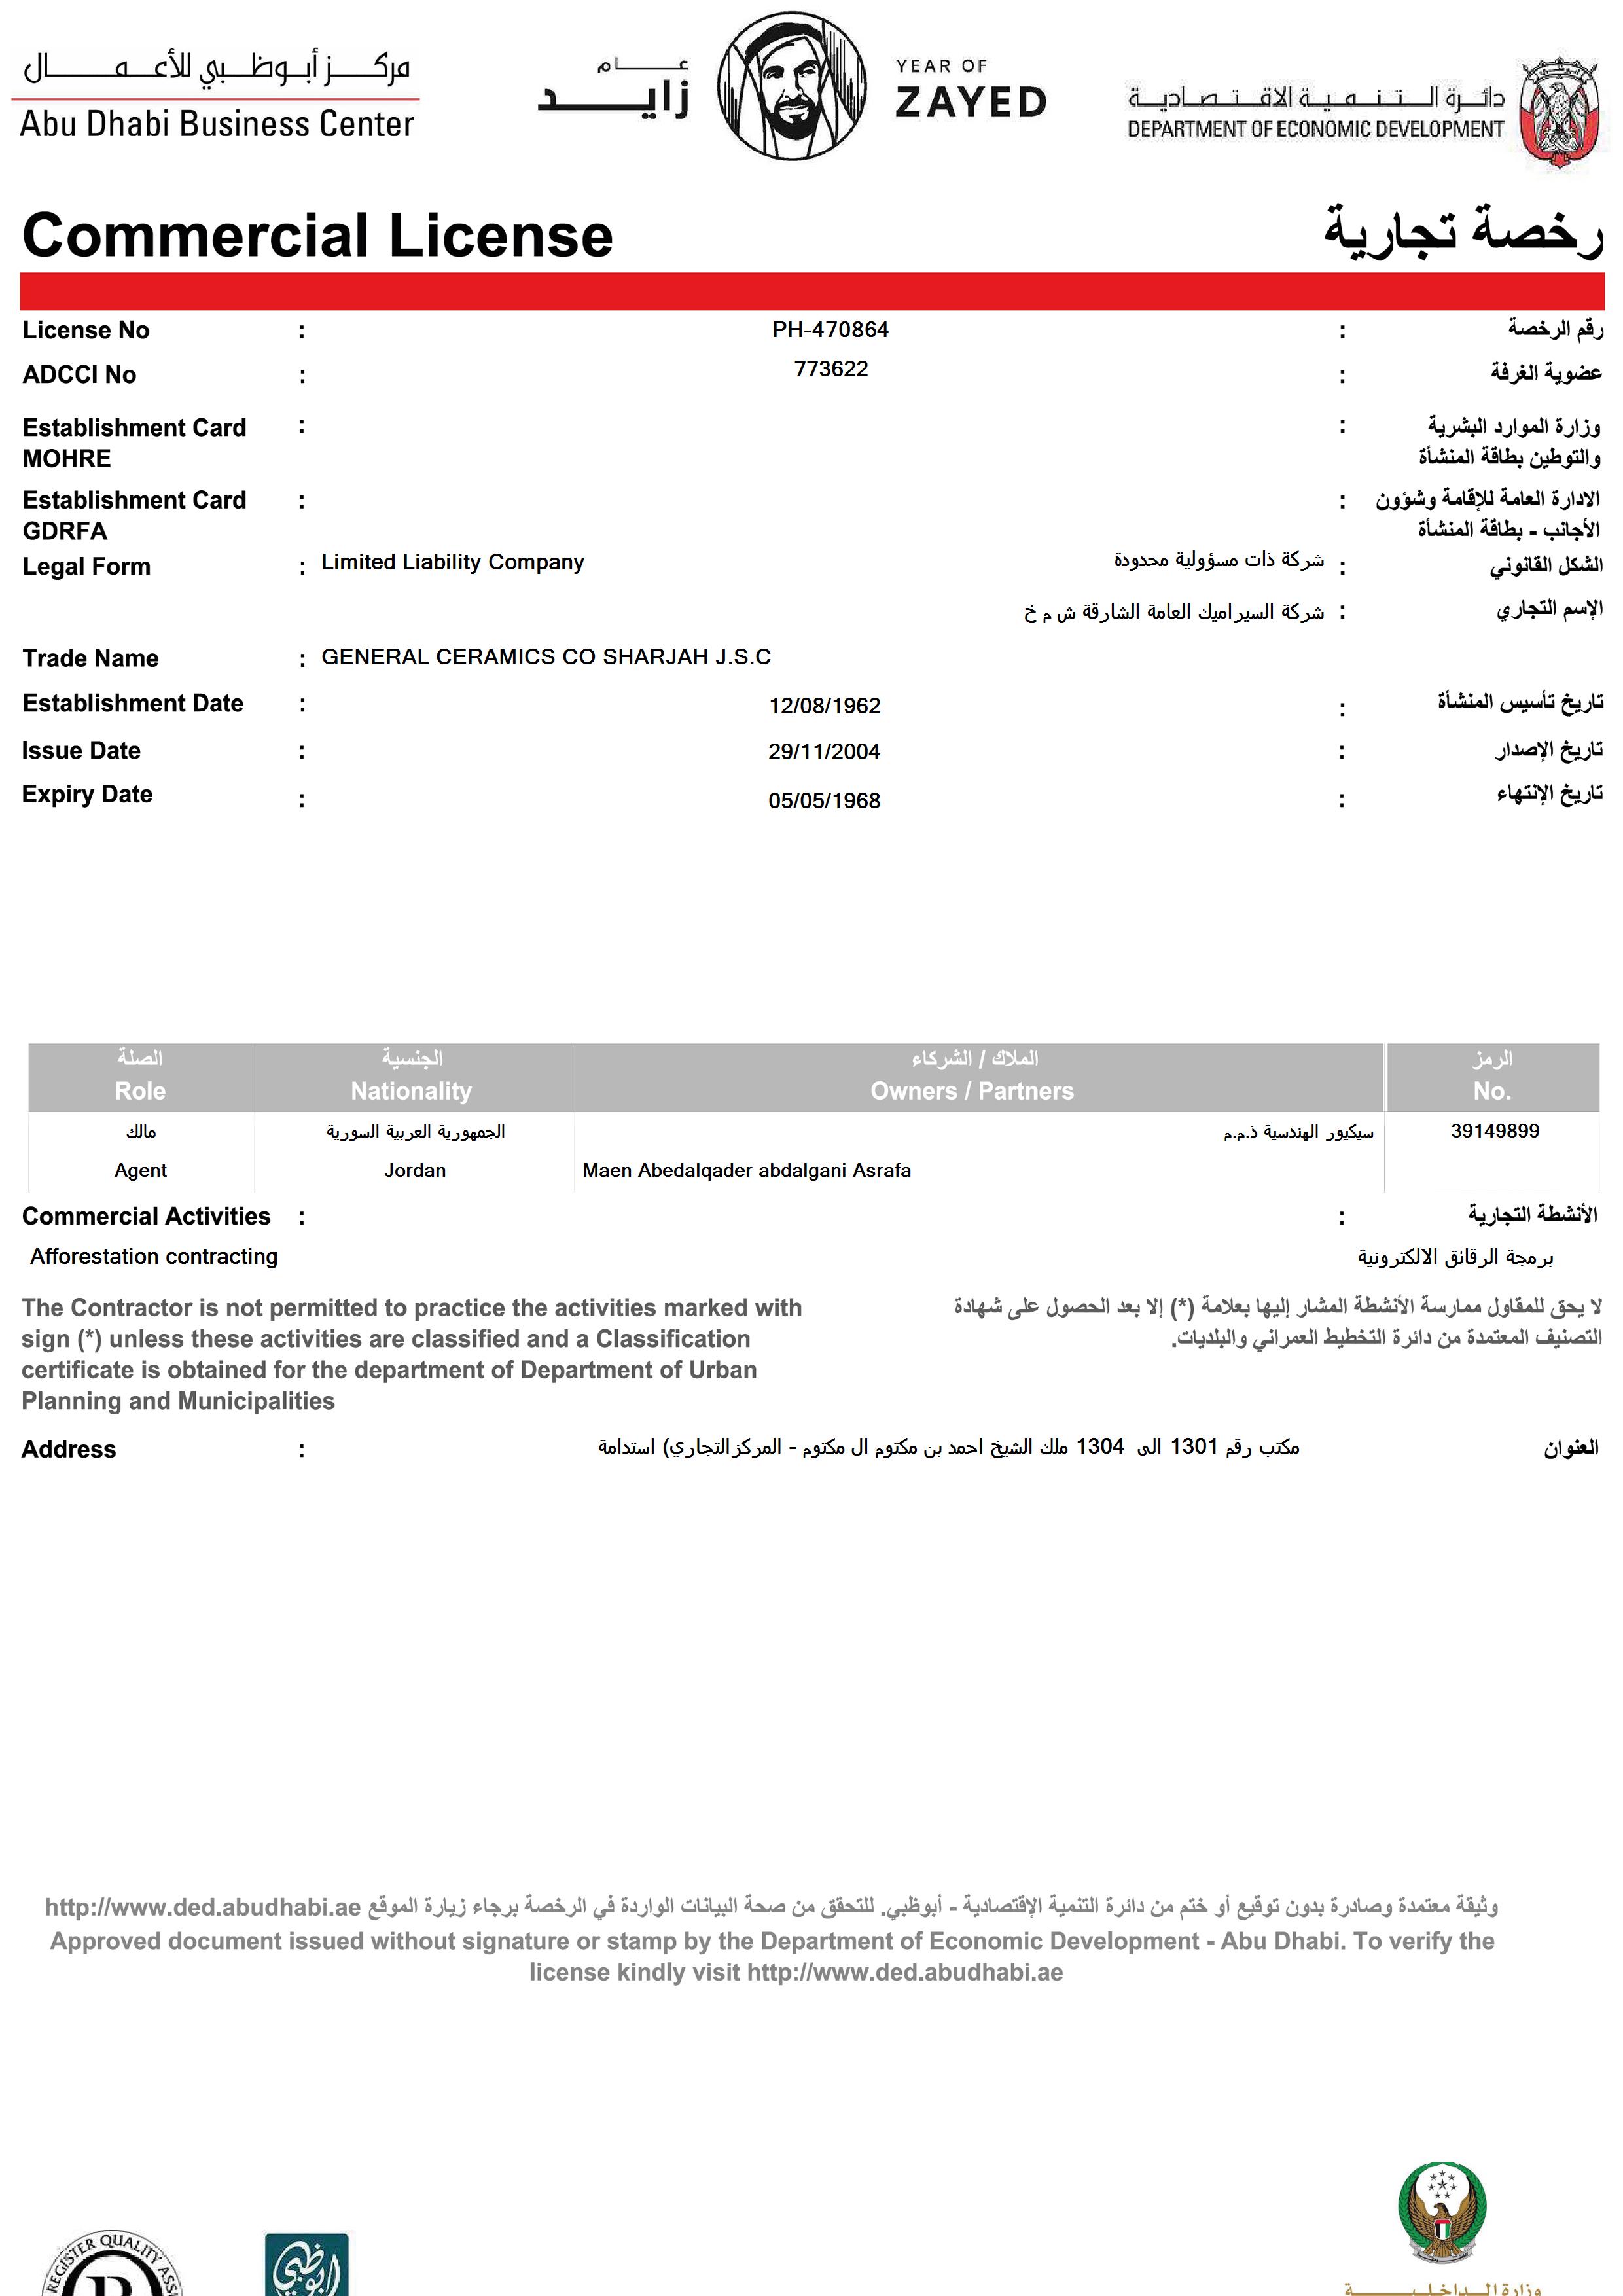 مركز أبوظبي للأعمال
Abu Dhabi Business Center
عام
زايد
YEAR OF
ZAYED
دائرة التنمية الاقتصادية
DEPARTMENT OF ECONOMIC DEVELOPMENT
Commercial License رخصة تجارية
License No : PH-470864 : رقم الرخصة
ADCCI No : 773622 : عضوية الغرفة
Establishment Card : : وزارة الموارد البشرية
MOHRE والتوطين بطاقة المنشأة
Establishment Card : : الادارة العامة للإقامة وشؤون
GDRFA الأجانب - بطاقة المنشأة
Legal Form : Limited Liability Company شركة ذات مسؤولية محدودة : الشكل القانوني
شركة السيراميك العامة الشارقة ش م خ : الإسم التجاري
Trade Name : GENERAL CERAMICS CO SHARJAH J.S.C
Establishment Date : 12/08/1962 : تاريخ تأسيس المنشأة
Issue Date : 29/11/2004 : تاريخ الإصدار
Expiry Date : 05/05/1968 : تاريخ الإنتهاء
الصلة الجنسية الملاك / الشركاء الرمز
Role Nationality Owners / Partners No.
مالك الجمهورية العربية السورية سيكيور الهندسية ذ.م.م 39149899
Agent Jordan Maen Abedalqader abdalgani Asrafa
Commercial Activities : : الأنشطة التجارية
Afforestation contracting برمجة الرقائق الالكترونية
The Contractor is not permitted to practice the activities marked with
sign (*) unless these activities are classified and a Classification
certificate is obtained for the department of Department of Urban
Planning and Municipalities
لا يحق للمقاول ممارسة الأنشطة المشار إليها بعلامة (*) إلا بعد الحصول على شهادة
التصنيف المعتمدة من دائرة التخطيط العمراني والبلديات.
Address : مكتب رقم 1301 الى 1304 ملك الشيخ احمد بن مكتوم ال مكتوم - المركزالتجاري) استدامة العنوان
وثيقة معتمدة وصادرة بدون توقيع أو ختم من دائرة التنمية الإقتصادية - أبوظبي. للتحقق من صحة البيانات الواردة في الرخصة برجاء زيارة الموقع http://www.ded.abudhabi.ae
Approved document issued without signature or stamp by the Department of Economic Development - Abu Dhabi. To verify the
license kindly visit http://www.ded.abudhabi.ae
REGISTER QUALITY
أبوظبي
وزارة الداخلية